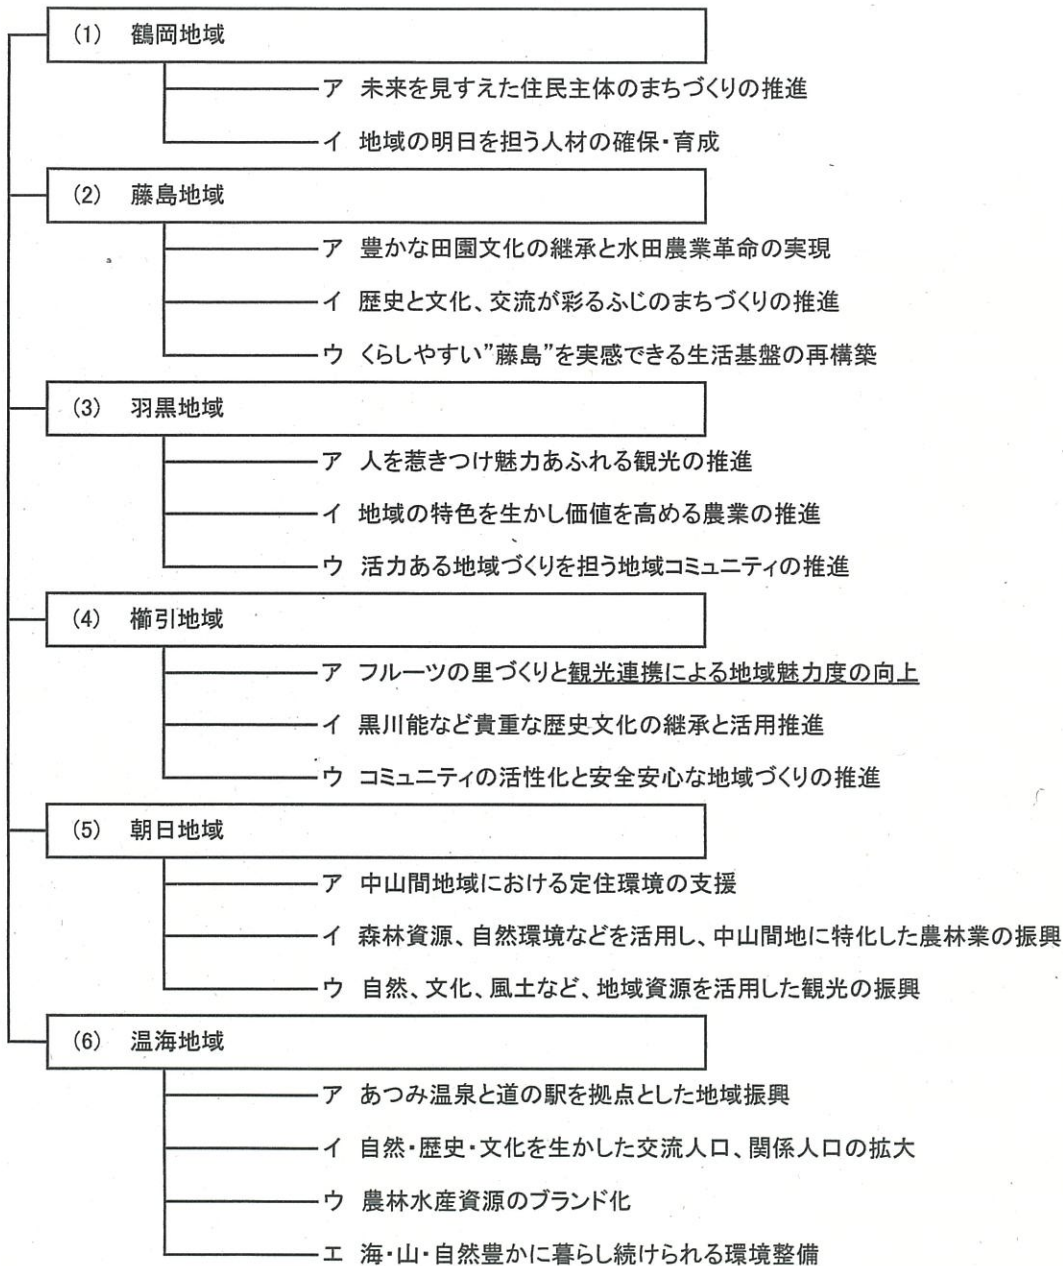 (1) 鶴岡地域
ア 未来を見すえた住民主体のまちづくりの推進
イ 地域の明日を担う人材の確保・育成
(2) 藤島地域
ア 豊かな田園文化の継承と水田農業革命の実現
イ 歴史と文化、交流が彩るふじのまちづくりの推進
ウ くらしやすい”藤島”を実感できる生活基盤の再構築
(3) 羽黒地域
ア 人を惹きつけ魅力あふれる観光の推進
イ 地域の特色を生かし価値を高める農業の推進
ウ 活力ある地域づくりを担う地域コミュニティの推進
(4) 櫛引地域
ア フルーツの里づくりと観光連携による地域魅力度の向上
イ 黒川能など貴重な歴史文化の継承と活用推進
ウ コミュニティの活性化と安全安心な地域づくりの推進
(5) 朝日地域
ア 中山間地域における定住環境の支援
イ 森林資源、自然環境などを活用し、中山間地に特化した農林業の振興
ウ 自然、文化、風土など、地域資源を活用した観光の振興
(6) 温海地域
ア あつみ温泉と道の駅を拠点とした地域振興
イ 自然・歴史・文化を生かした交流人口、関係人口の拡大
ウ 農林水産資源のブランド化
エ 海・山・自然豊かに暮らし続けられる環境整備